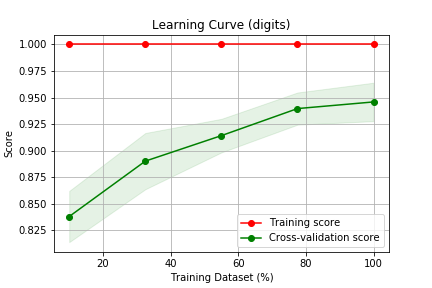 Learning Curve (digits)
1.000
0.975
0.950
0.925
0.900
0.875
0.850
0.825
Score
Training score
Cross-validation score
20 40 60 80 100
Training Dataset (%)